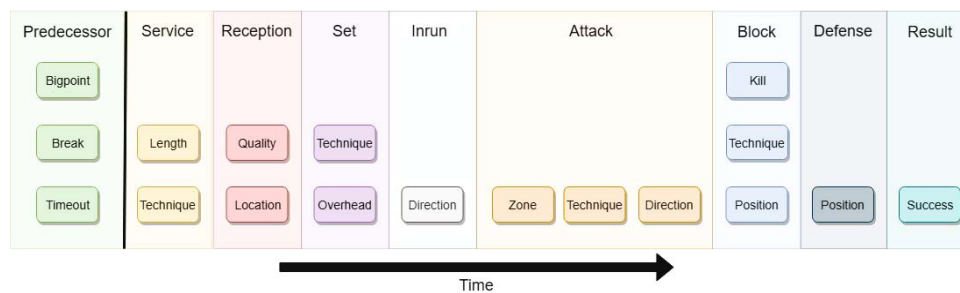 Predecessor
Service
Reception
Set
Inrun
Attack
Block
Defense
Result
Bigpoint
Kill
Break
Length
Quality
Technique
Technique
Timeout
Technique
Location
Overhead
Direction
Zone
Technique
Direction
Position
Position
Success
Time